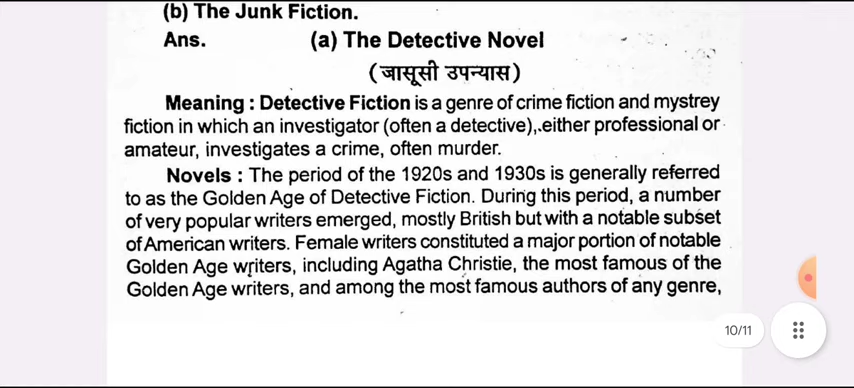 (b) The Junk Fiction.
Ans. (a) The Detective Novel
(जासूसी उपन्यास)
Meaning : Detective Fiction is a genre of crime fiction and mystrey
fiction in which an investigator (often a detective), either professional or
amateur, investigates a crime, often murder.
Novels : The period of the 1920s and 1930s is generally referred
to as the Golden Age of Detective Fiction. During this period, a number
of very popular writers emerged, mostly British but with a notable subset
of American writers. Female writers constituted a major portion of notable
Golden Age writers, including Agatha Christie, the most famous of the
Golden Age writers, and among the most famous authors of any genre,
10/11